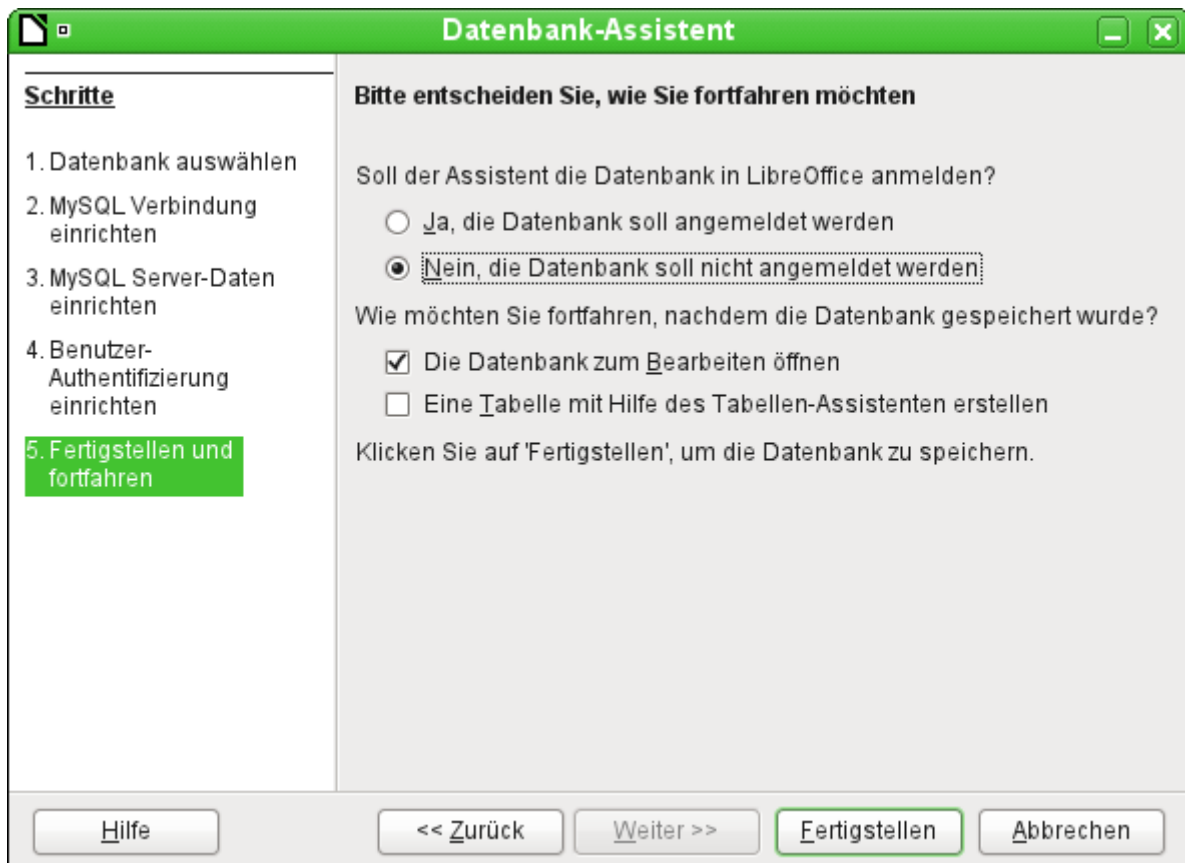 Datenbank-Assistent
Schritte
1. Datenbank auswählen
2. MySQL Verbindung
einrichten
3. MySQL Server-Daten
einrichten
4. Benutzer-
Authentifizierung
einrichten
5. Fertigstellen und
fortfahren
Bitte entscheiden Sie, wie Sie fortfahren möchten
Soll der Assistent die Datenbank in LibreOffice anmelden?
Ja, die Datenbank soll angemeldet werden
Nein, die Datenbank soll nicht angemeldet werden
Wie möchten Sie fortfahren, nachdem die Datenbank gespeichert wurde?
Die Datenbank zum Bearbeiten öffnen
Eine Tabelle mit Hilfe des Tabellen-Assistenten erstellen
Klicken Sie auf 'Fertigstellen', um die Datenbank zu speichern.
Hilfe
<< Zurück
Weiter >>
Fertigstellen
Abbrechen